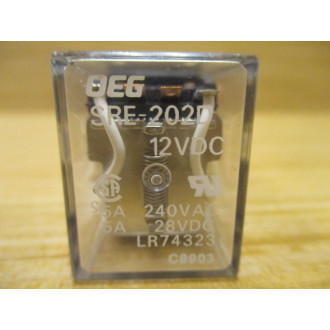 OEG
SRE-202D
12VDC
5A 240VAC
5A 28VDC
LR74323
C8903